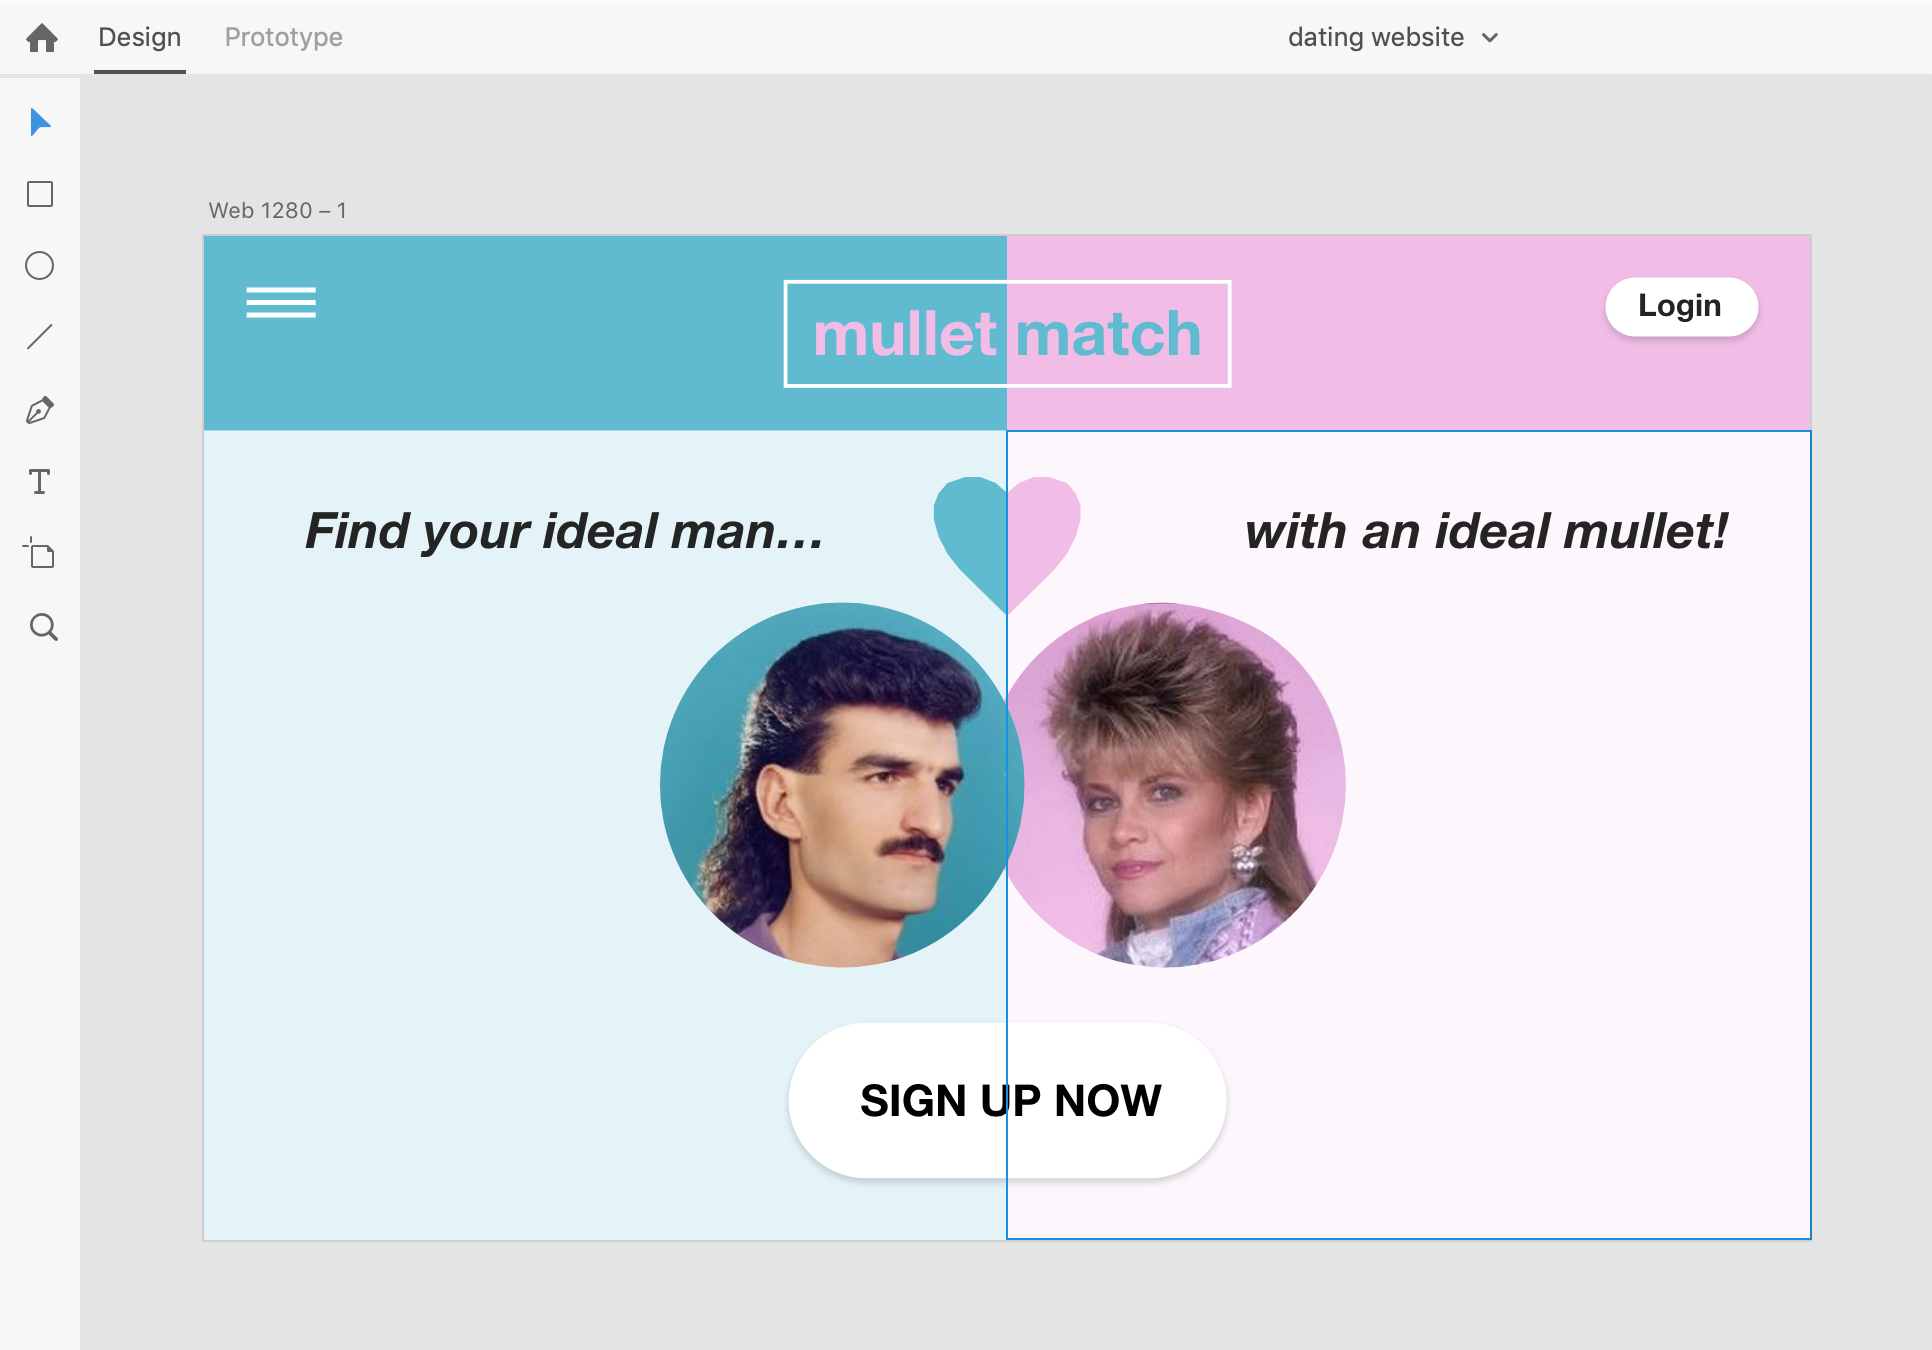 Design Prototype dating website
Web 1280 – 1
mullet match
Login
Find your ideal man... with an ideal mullet!
SIGN UP NOW